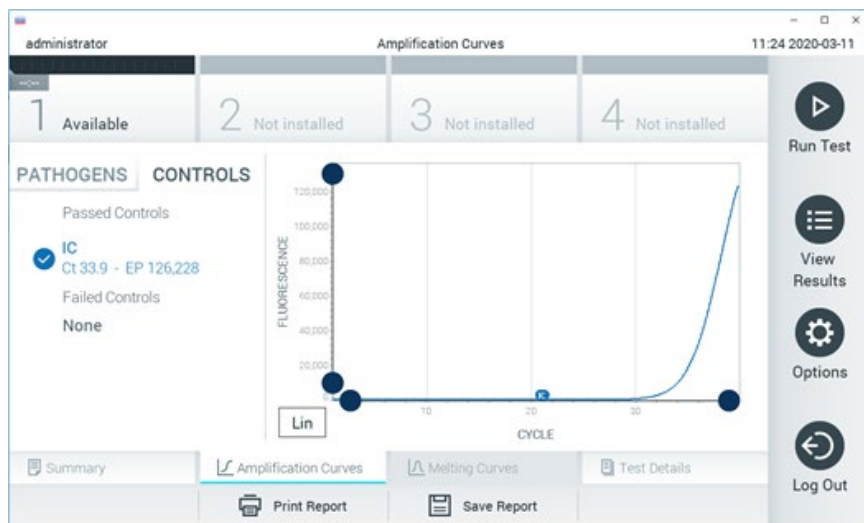 administrator
Amplification Curves
11:24 2020-03-11
--:--
1 Available
2 Not installed
3 Not installed
4 Not installed
Run Test
PATHOGENS CONTROLS
Passed Controls
IC
Ct 33.9 - EP 126,228
Failed Controls
None
FLUORESCENCE
120,000
100,000
80,000
60,000
40,000
20,000
0
10
20
30
CYCLE
Lin
View
Results
Options
Log Out
Summary
Amplification Curves
Melting Curves
Test Details
Print Report
Save Report